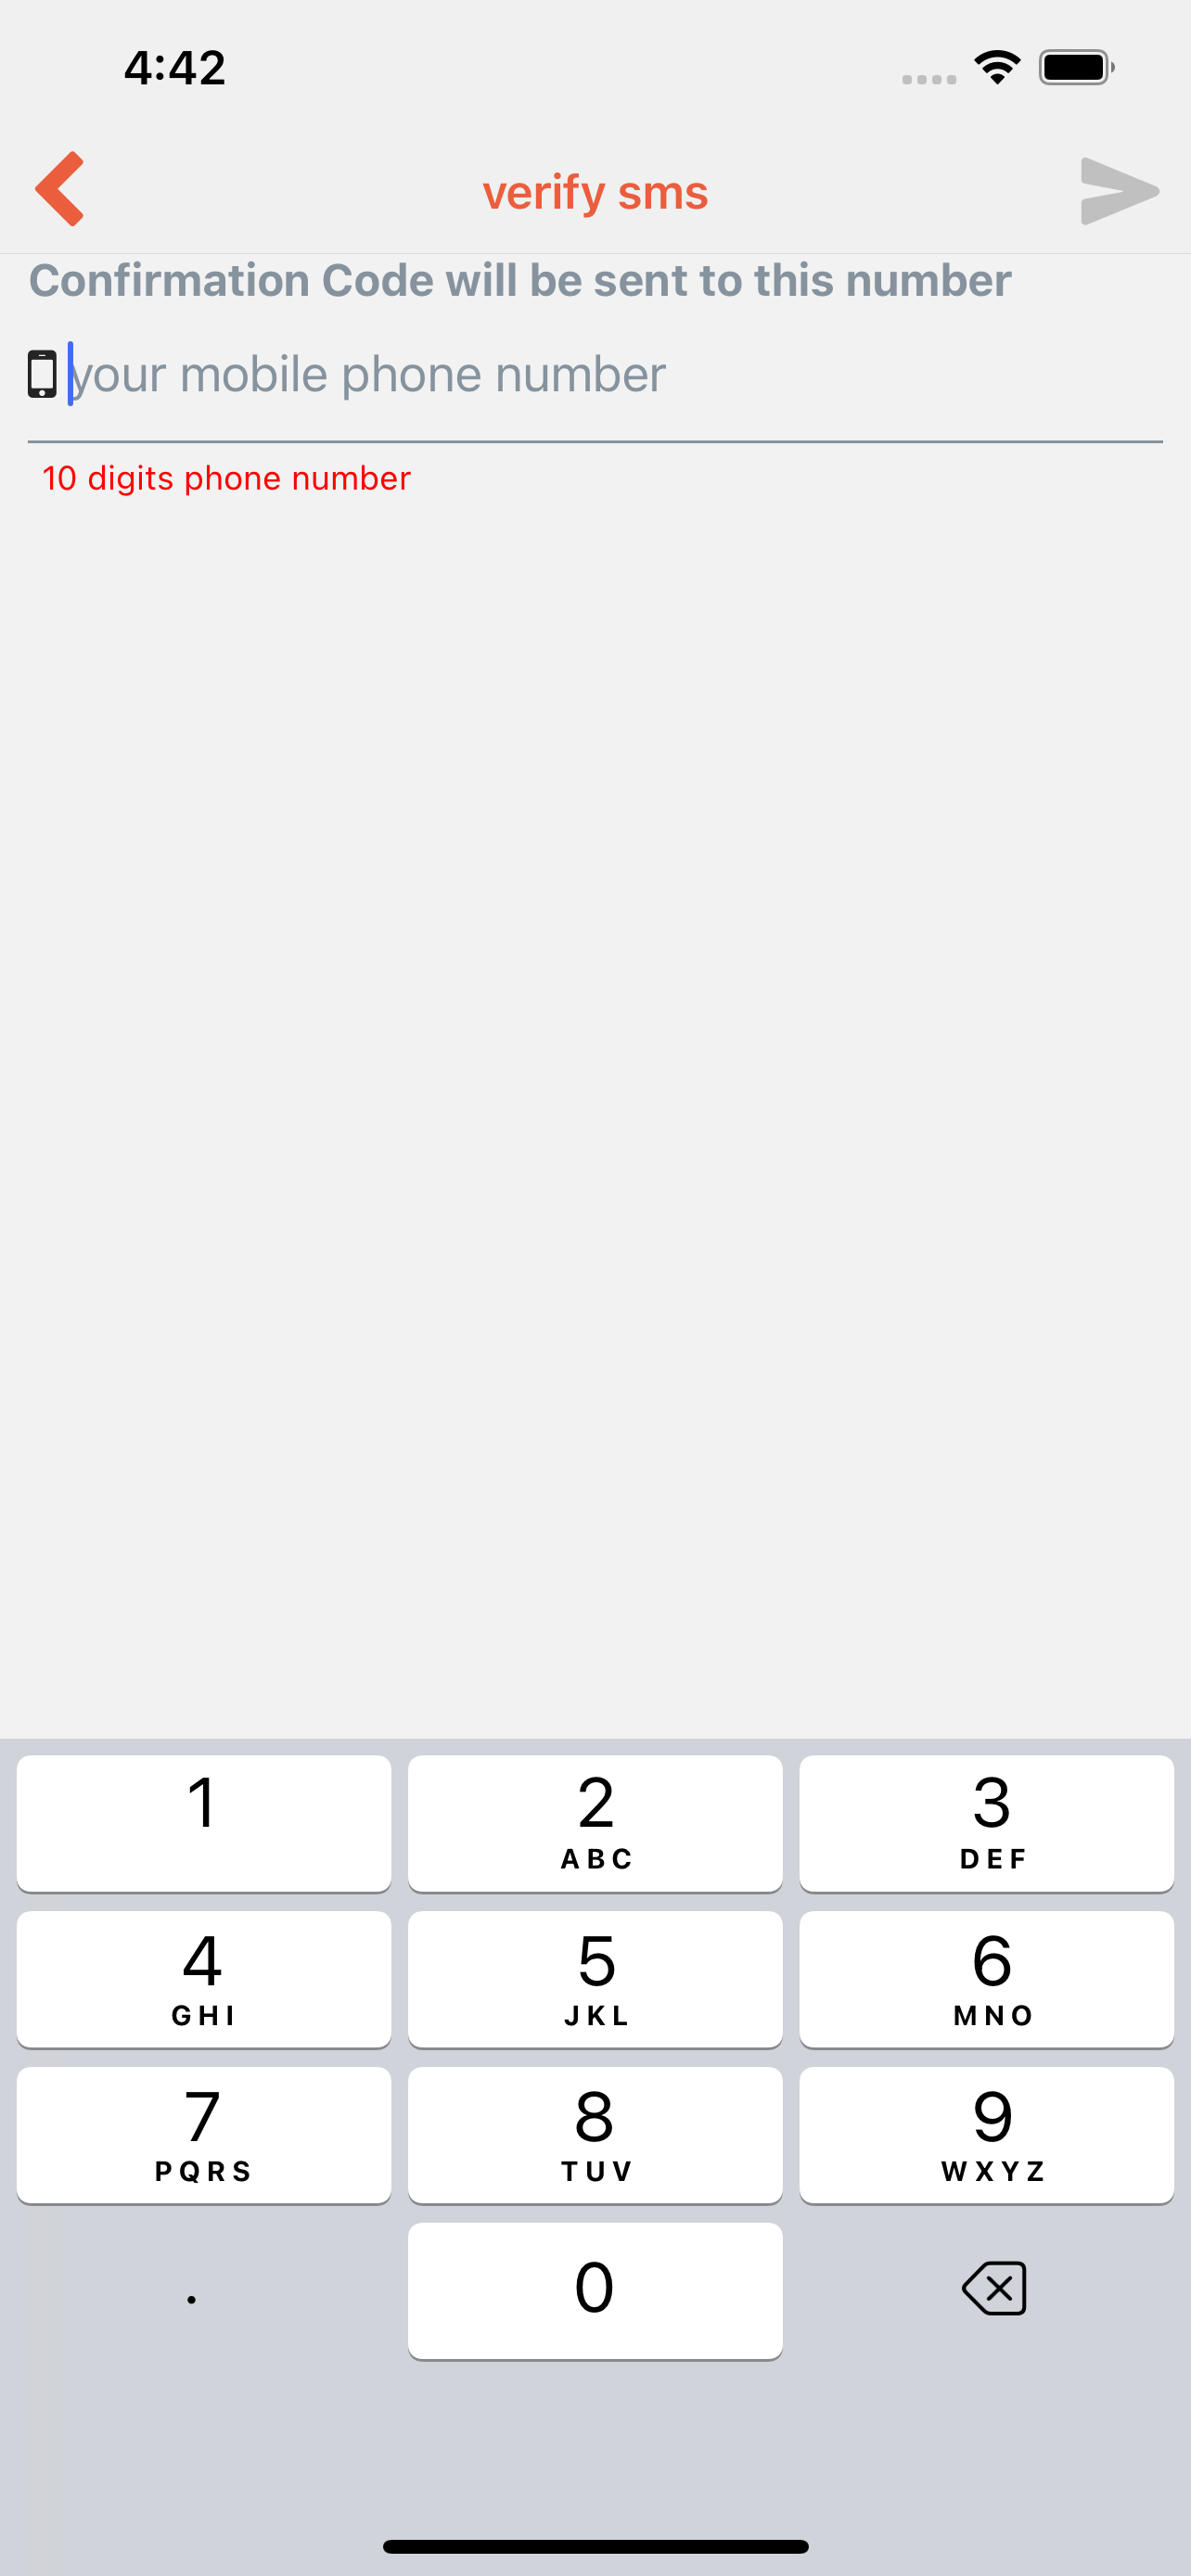 4:42
verify sms
Confirmation Code will be sent to this number
your mobile phone number
10 digits phone number
1
2
ABC
3
DEF
4
GHI
5
JKL
6
MNO
7
PQRS
8
TUV
9
WXYZ
.
0